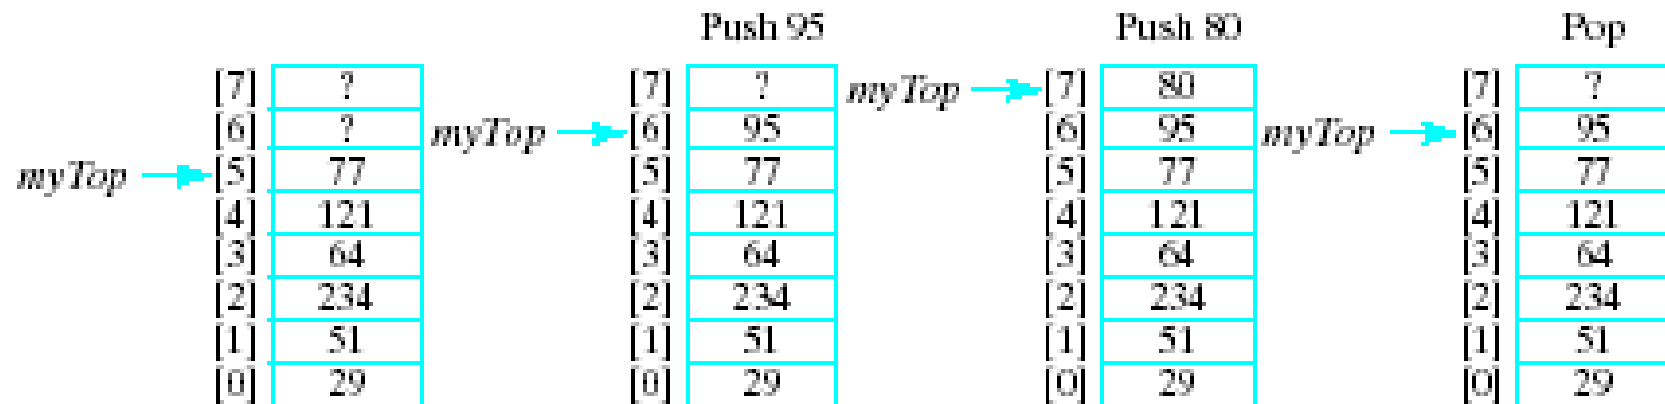 Push 95 Push 80 Pop
[7] ? [7] ? myTop [7] 80 [7] ?
[6] ? myTop [6] 95 [6] 95 myTop [6] 95
myTop [5] 77 [5] 77 [5] 77 [5] 77
[4] 121 [4] 121 [4] 121 [4] 121
[3] 64 [3] 64 [3] 64 [3] 64
[2] 234 [2] 234 [2] 234 [2] 234
[1] 51 [1] 51 [1] 51 [1] 51
[0] 29 [0] 29 [0] 29 [0] 29